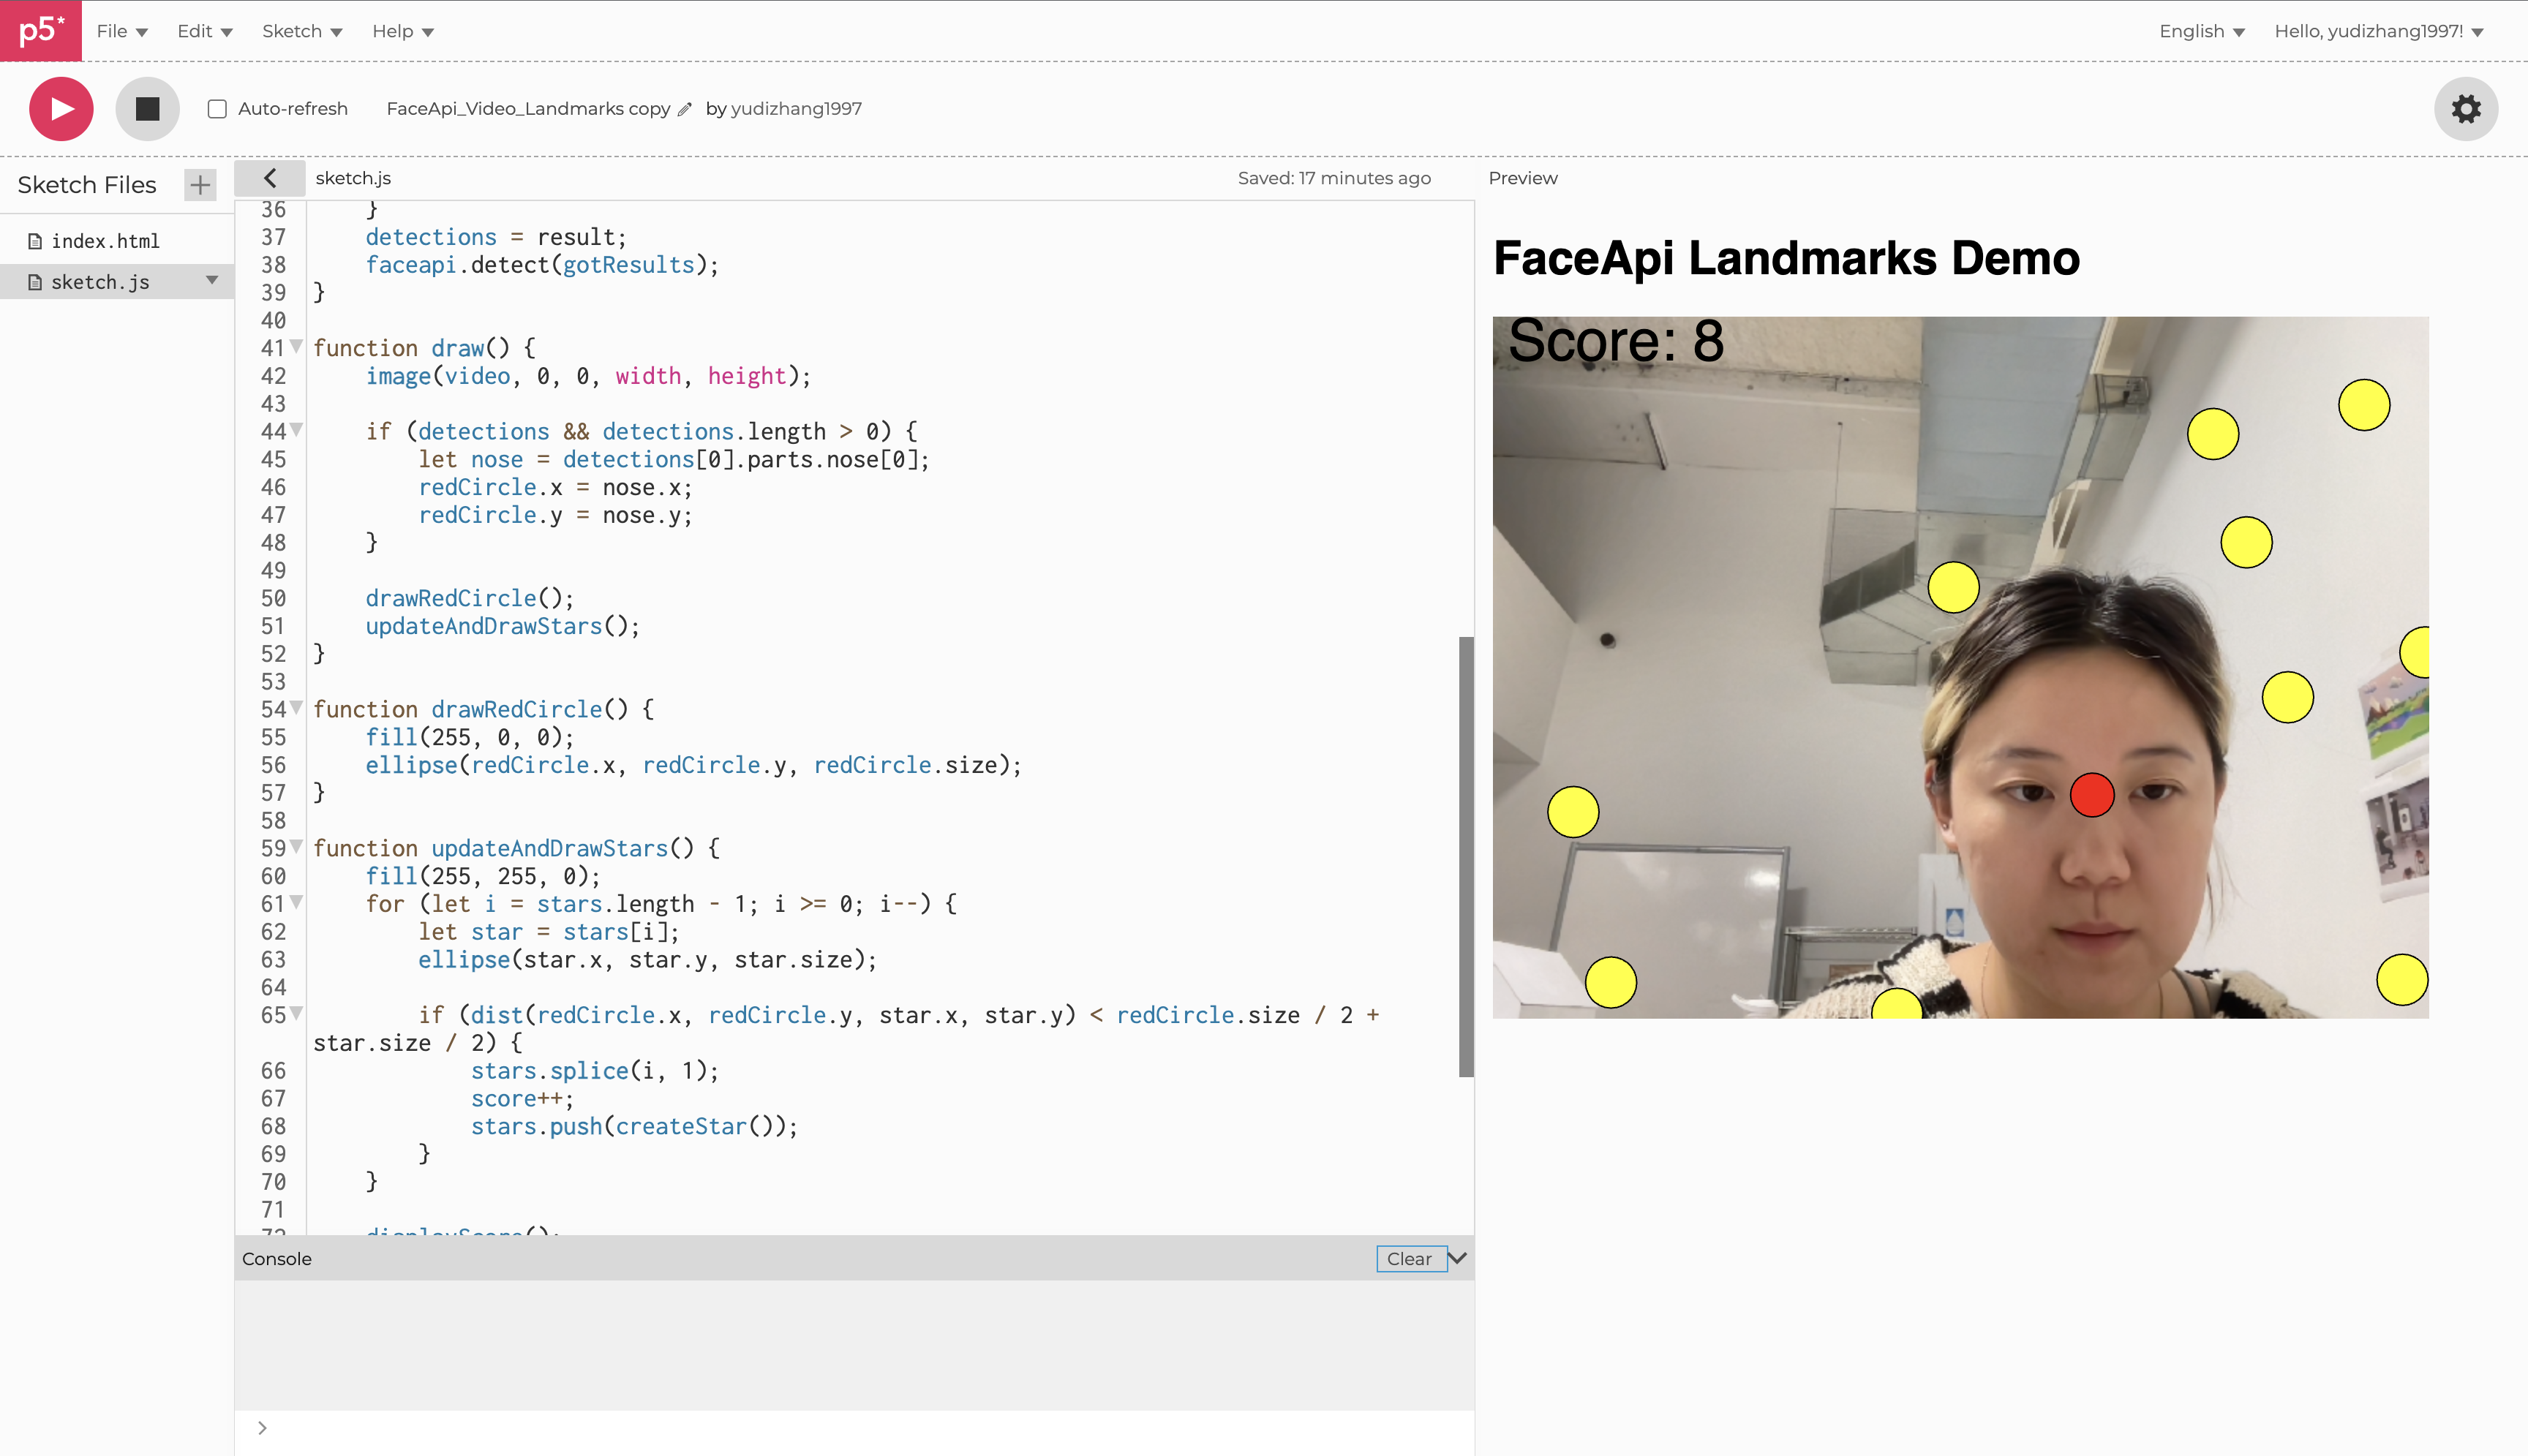 p5*
File Edit Sketch Help English Hello, yudizhang1997!
Auto-refresh FaceApi_Video_Landmarks copy by yudizhang1997
Sketch Files
index.html
sketch.js
sketch.js Saved: 17 minutes ago
36     }
37     detections = result;
38     faceapi.detect(gotResults);
39 }
40
41 function draw() {
42     image(video, 0, 0, width, height);
43
44     if (detections && detections.length > 0) {
45         let nose = detections[0].parts.nose[0];
46         redCircle.x = nose.x;
47         redCircle.y = nose.y;
48     }
49
50     drawRedCircle();
51     updateAndDrawStars();
52 }
53
54 function drawRedCircle() {
55     fill(255, 0, 0);
56     ellipse(redCircle.x, redCircle.y, redCircle.size);
57 }
58
59 function updateAndDrawStars() {
60     fill(255, 255, 0);
61     for (let i = stars.length - 1; i >= 0; i--) {
62         let star = stars[i];
63         ellipse(star.x, star.y, star.size);
64
65         if (dist(redCircle.x, redCircle.y, star.x, star.y) < redCircle.size / 2 +
star.size / 2) {
66             stars.splice(i, 1);
67             score++;
68             stars.push(createStar());
69         }
70     }
71
72     displayScore();
Console Clear
>
Preview
FaceApi Landmarks Demo
Score: 8